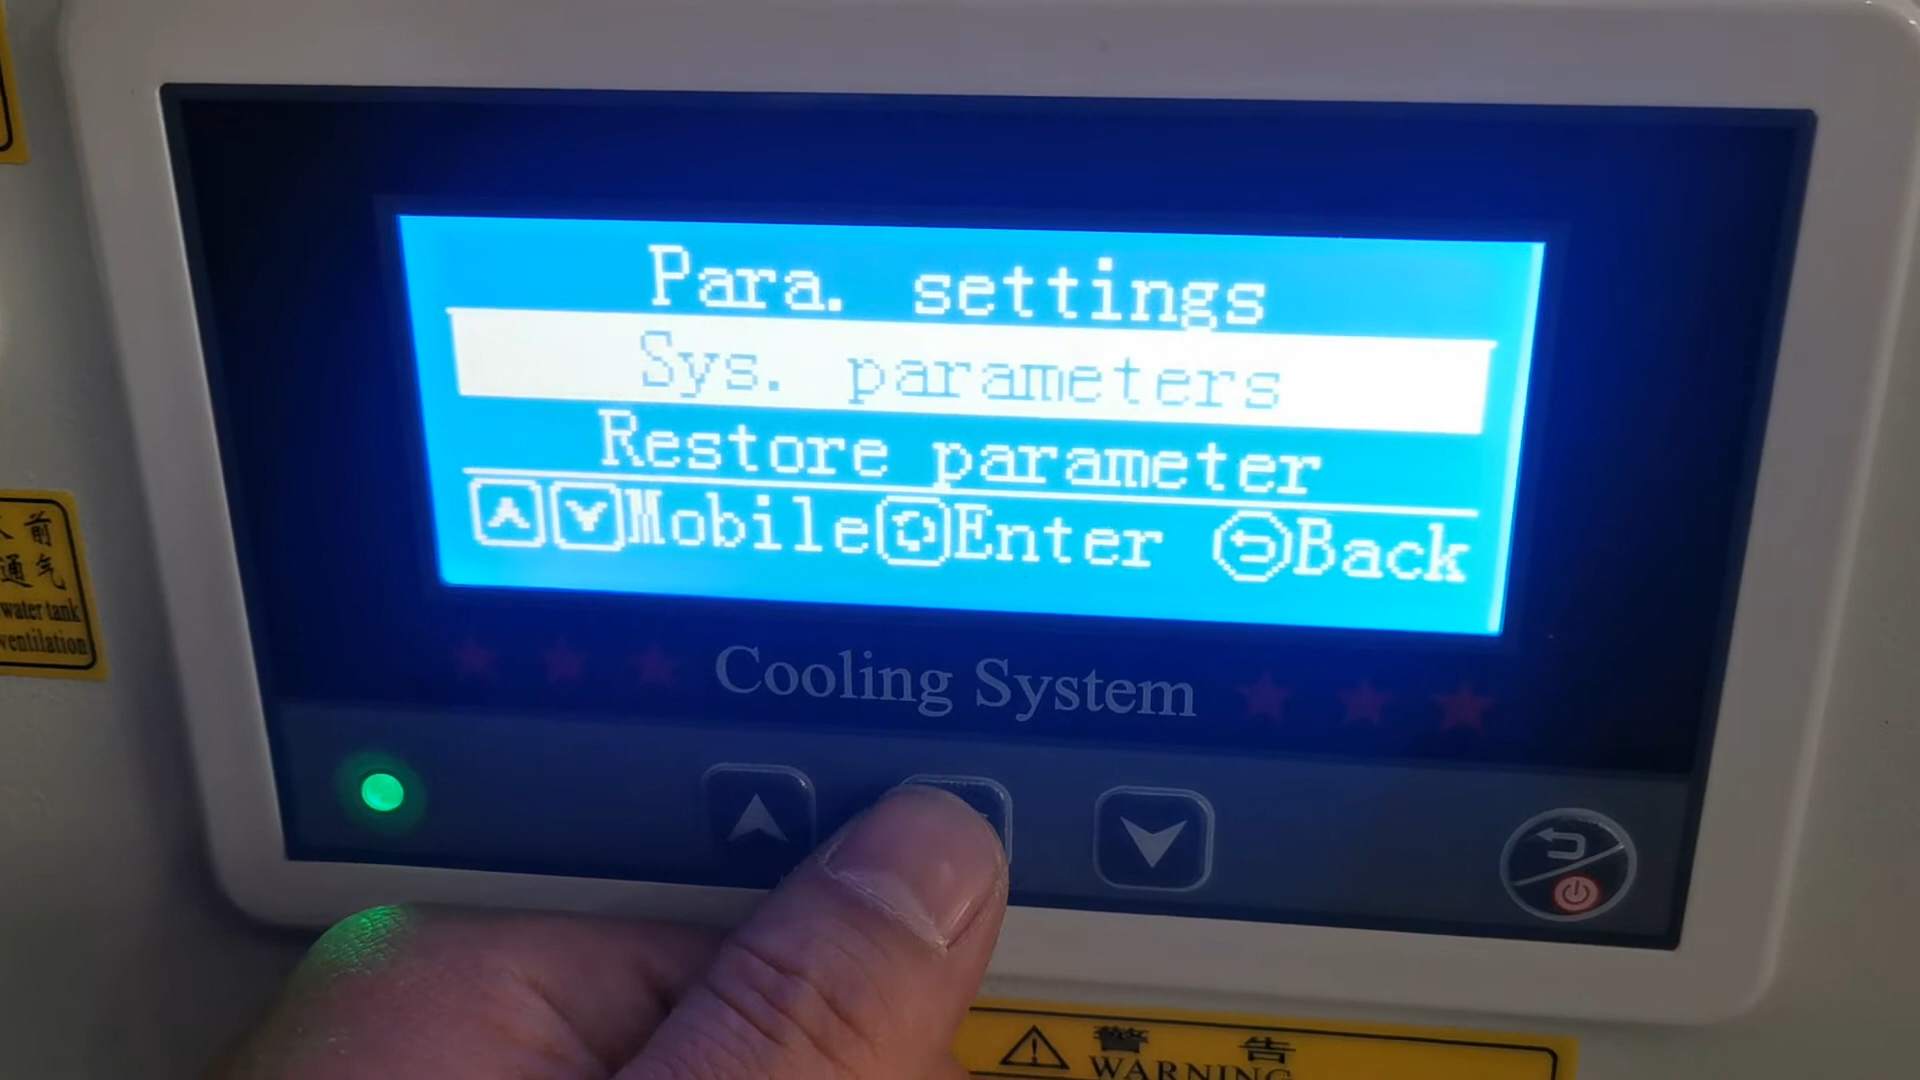 Para. settings
Sys. parameters
Restore parameter
Mobile Enter Back
Cooling System
前
通气
water tank
ventilation
警 告
WARNING